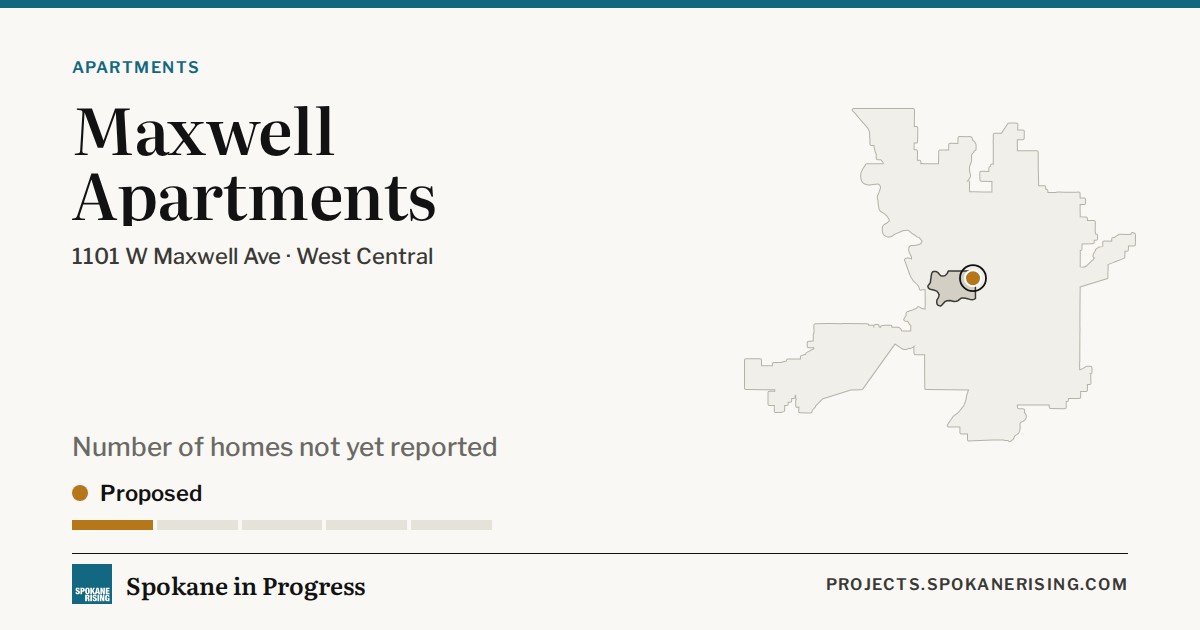 APARTMENTS
Maxwell
Apartments
1101 W Maxwell Ave · West Central
Number of homes not yet reported
Proposed
SPOKANE
RISING
Spokane in Progress
PROJECTS.SPOKANERISING.COM